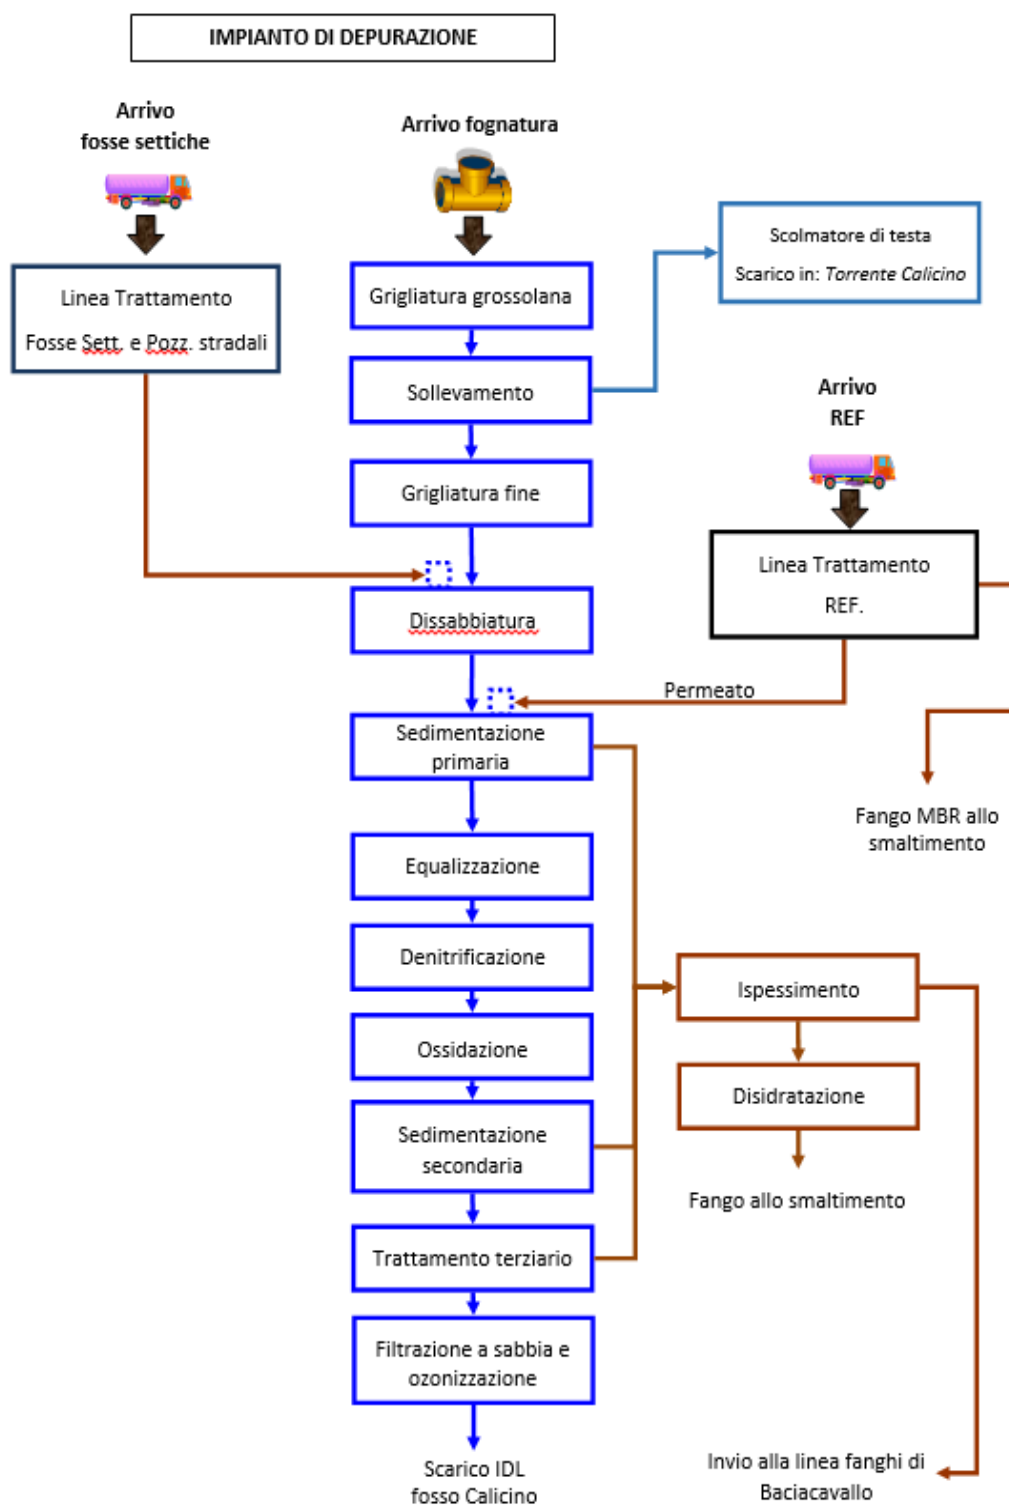 IMPIANTO DI DEPURAZIONE
Arrivo
fosse settiche
Arrivo fognatura
Linea Trattamento
Fosse Sett. e Pozz. stradali
Grigliatura grossolana
Scolmatore di testa
Scarico in: Torrente Calicino
Sollevamento
Arrivo
REF
Grigliatura fine
Linea Trattamento
REF.
Dissabbiatura
Permeato
Sedimentazione
primaria
Fango MBR allo
smaltimento
Equalizzazione
Denitrificazione
Ispessimento
Ossidazione
Disidratazione
Sedimentazione
secondaria
Fango allo smaltimento
Trattamento terziario
Filtrazione a sabbia e
ozonizzazione
Scarico IDL
fosso Calicino
Invio alla linea fanghi di
Baciacavallo